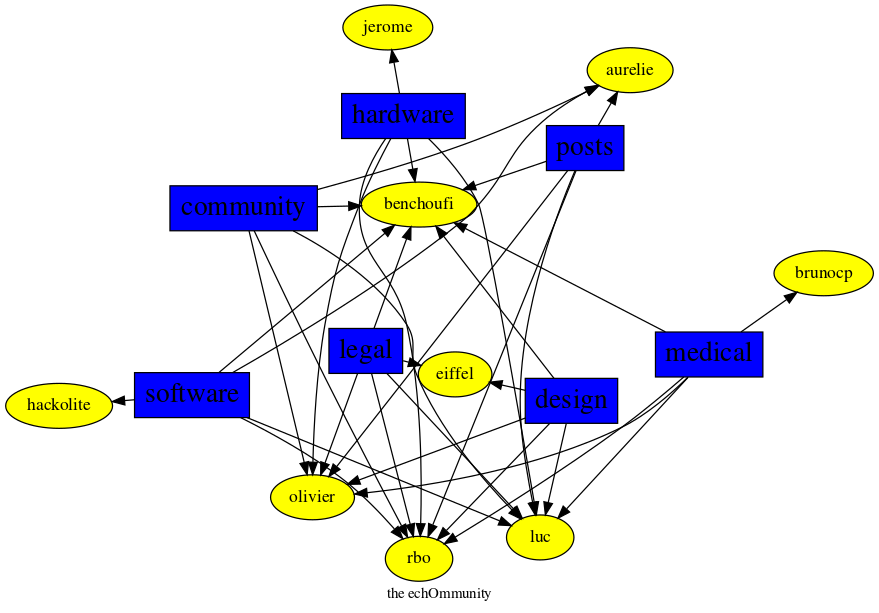 jerome
aurelie
hardware
posts
benchoufi
community
brunocp
legal
medical
eiffel
software
design
hackolite
olivier
luc
rbo
the echOmmunity